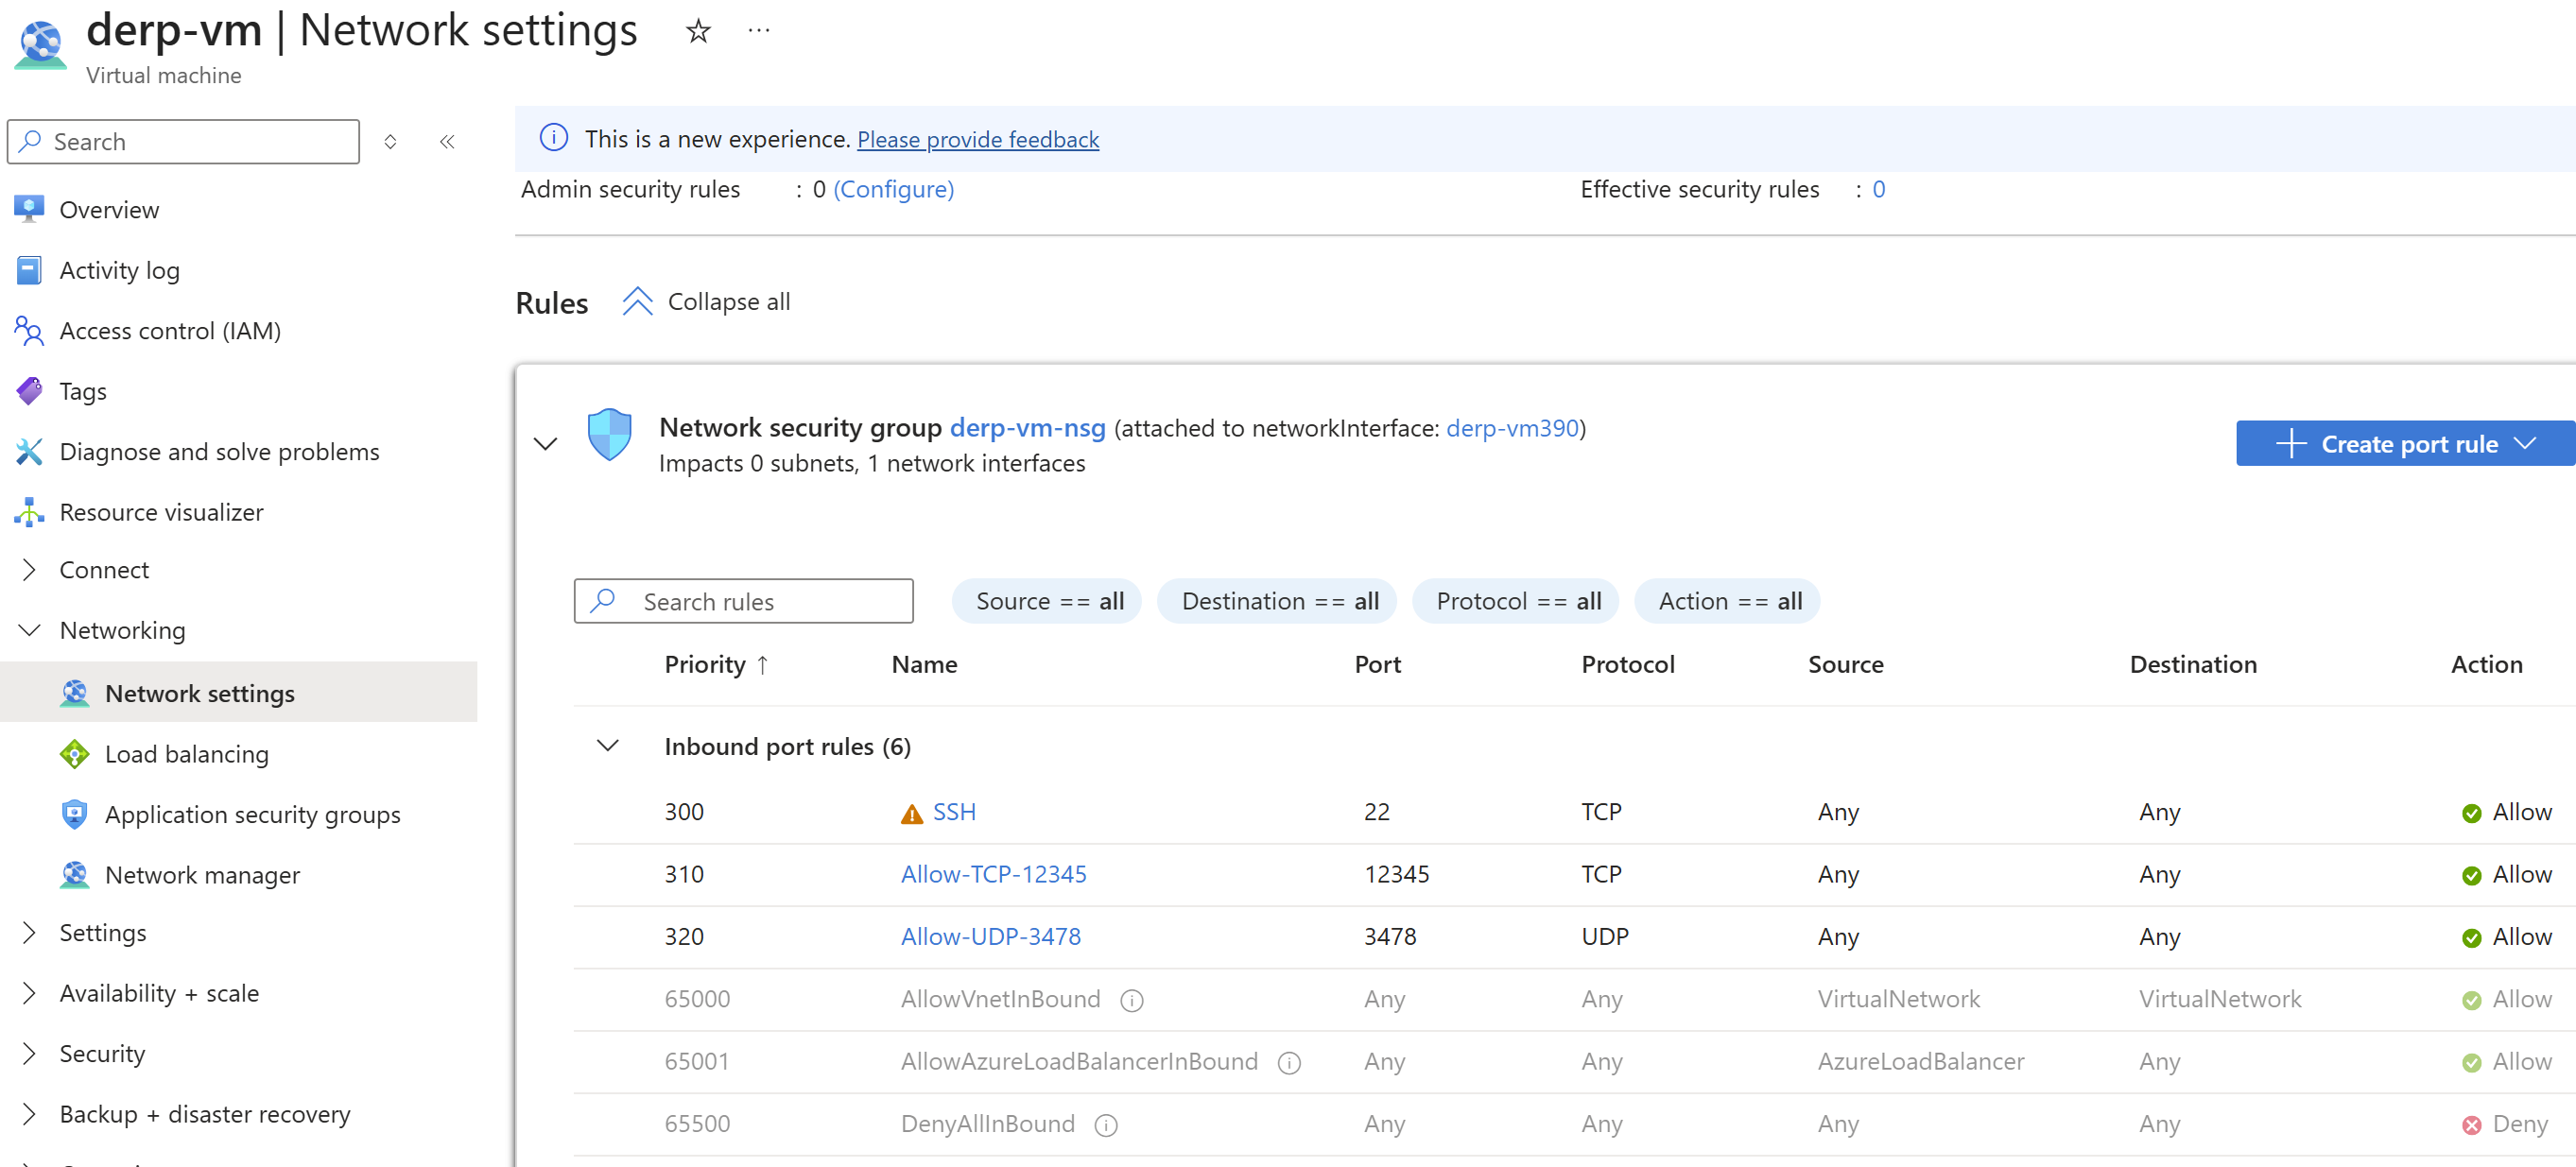 derp-vm | Network settings
Virtual machine
Search
Overview
Activity log
Access control (IAM)
Tags
Diagnose and solve problems
Resource visualizer
Connect
Networking
Network settings
Load balancing
Application security groups
Network manager
Settings
Availability + scale
Security
Backup + disaster recovery
This is a new experience. Please provide feedback
Admin security rules : 0 (Configure)
Effective security rules : 0
Rules Collapse all
Network security group derp-vm-nsg (attached to networkInterface: derp-vm390)
Impacts 0 subnets, 1 network interfaces
Create port rule
Search rules Source == all Destination == all Protocol == all Action == all
Priority ↑ Name Port Protocol Source Destination Action
Inbound port rules (6)
300 SSH 22 TCP Any Any Allow
310 Allow-TCP-12345 12345 TCP Any Any Allow
320 Allow-UDP-3478 3478 UDP Any Any Allow
65000 AllowVnetInBound Any Any VirtualNetwork VirtualNetwork Allow
65001 AllowAzureLoadBalancerInBound Any Any AzureLoadBalancer Any Allow
65500 DenyAllInBound Any Any Any Any Deny